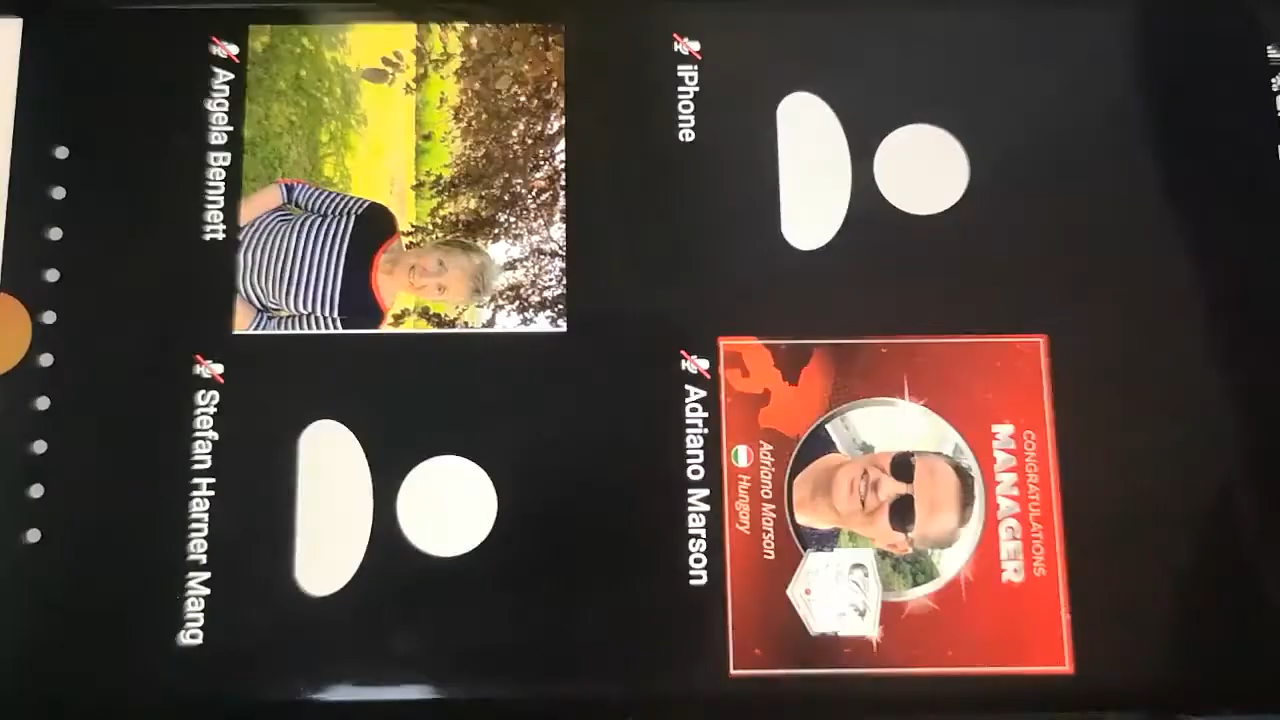 iPhone
CONGRATULATIONS
MANAGER
Adriano Marson
Hungary
Adriano Marson
Angela Bennett
Stefan Harner Mang